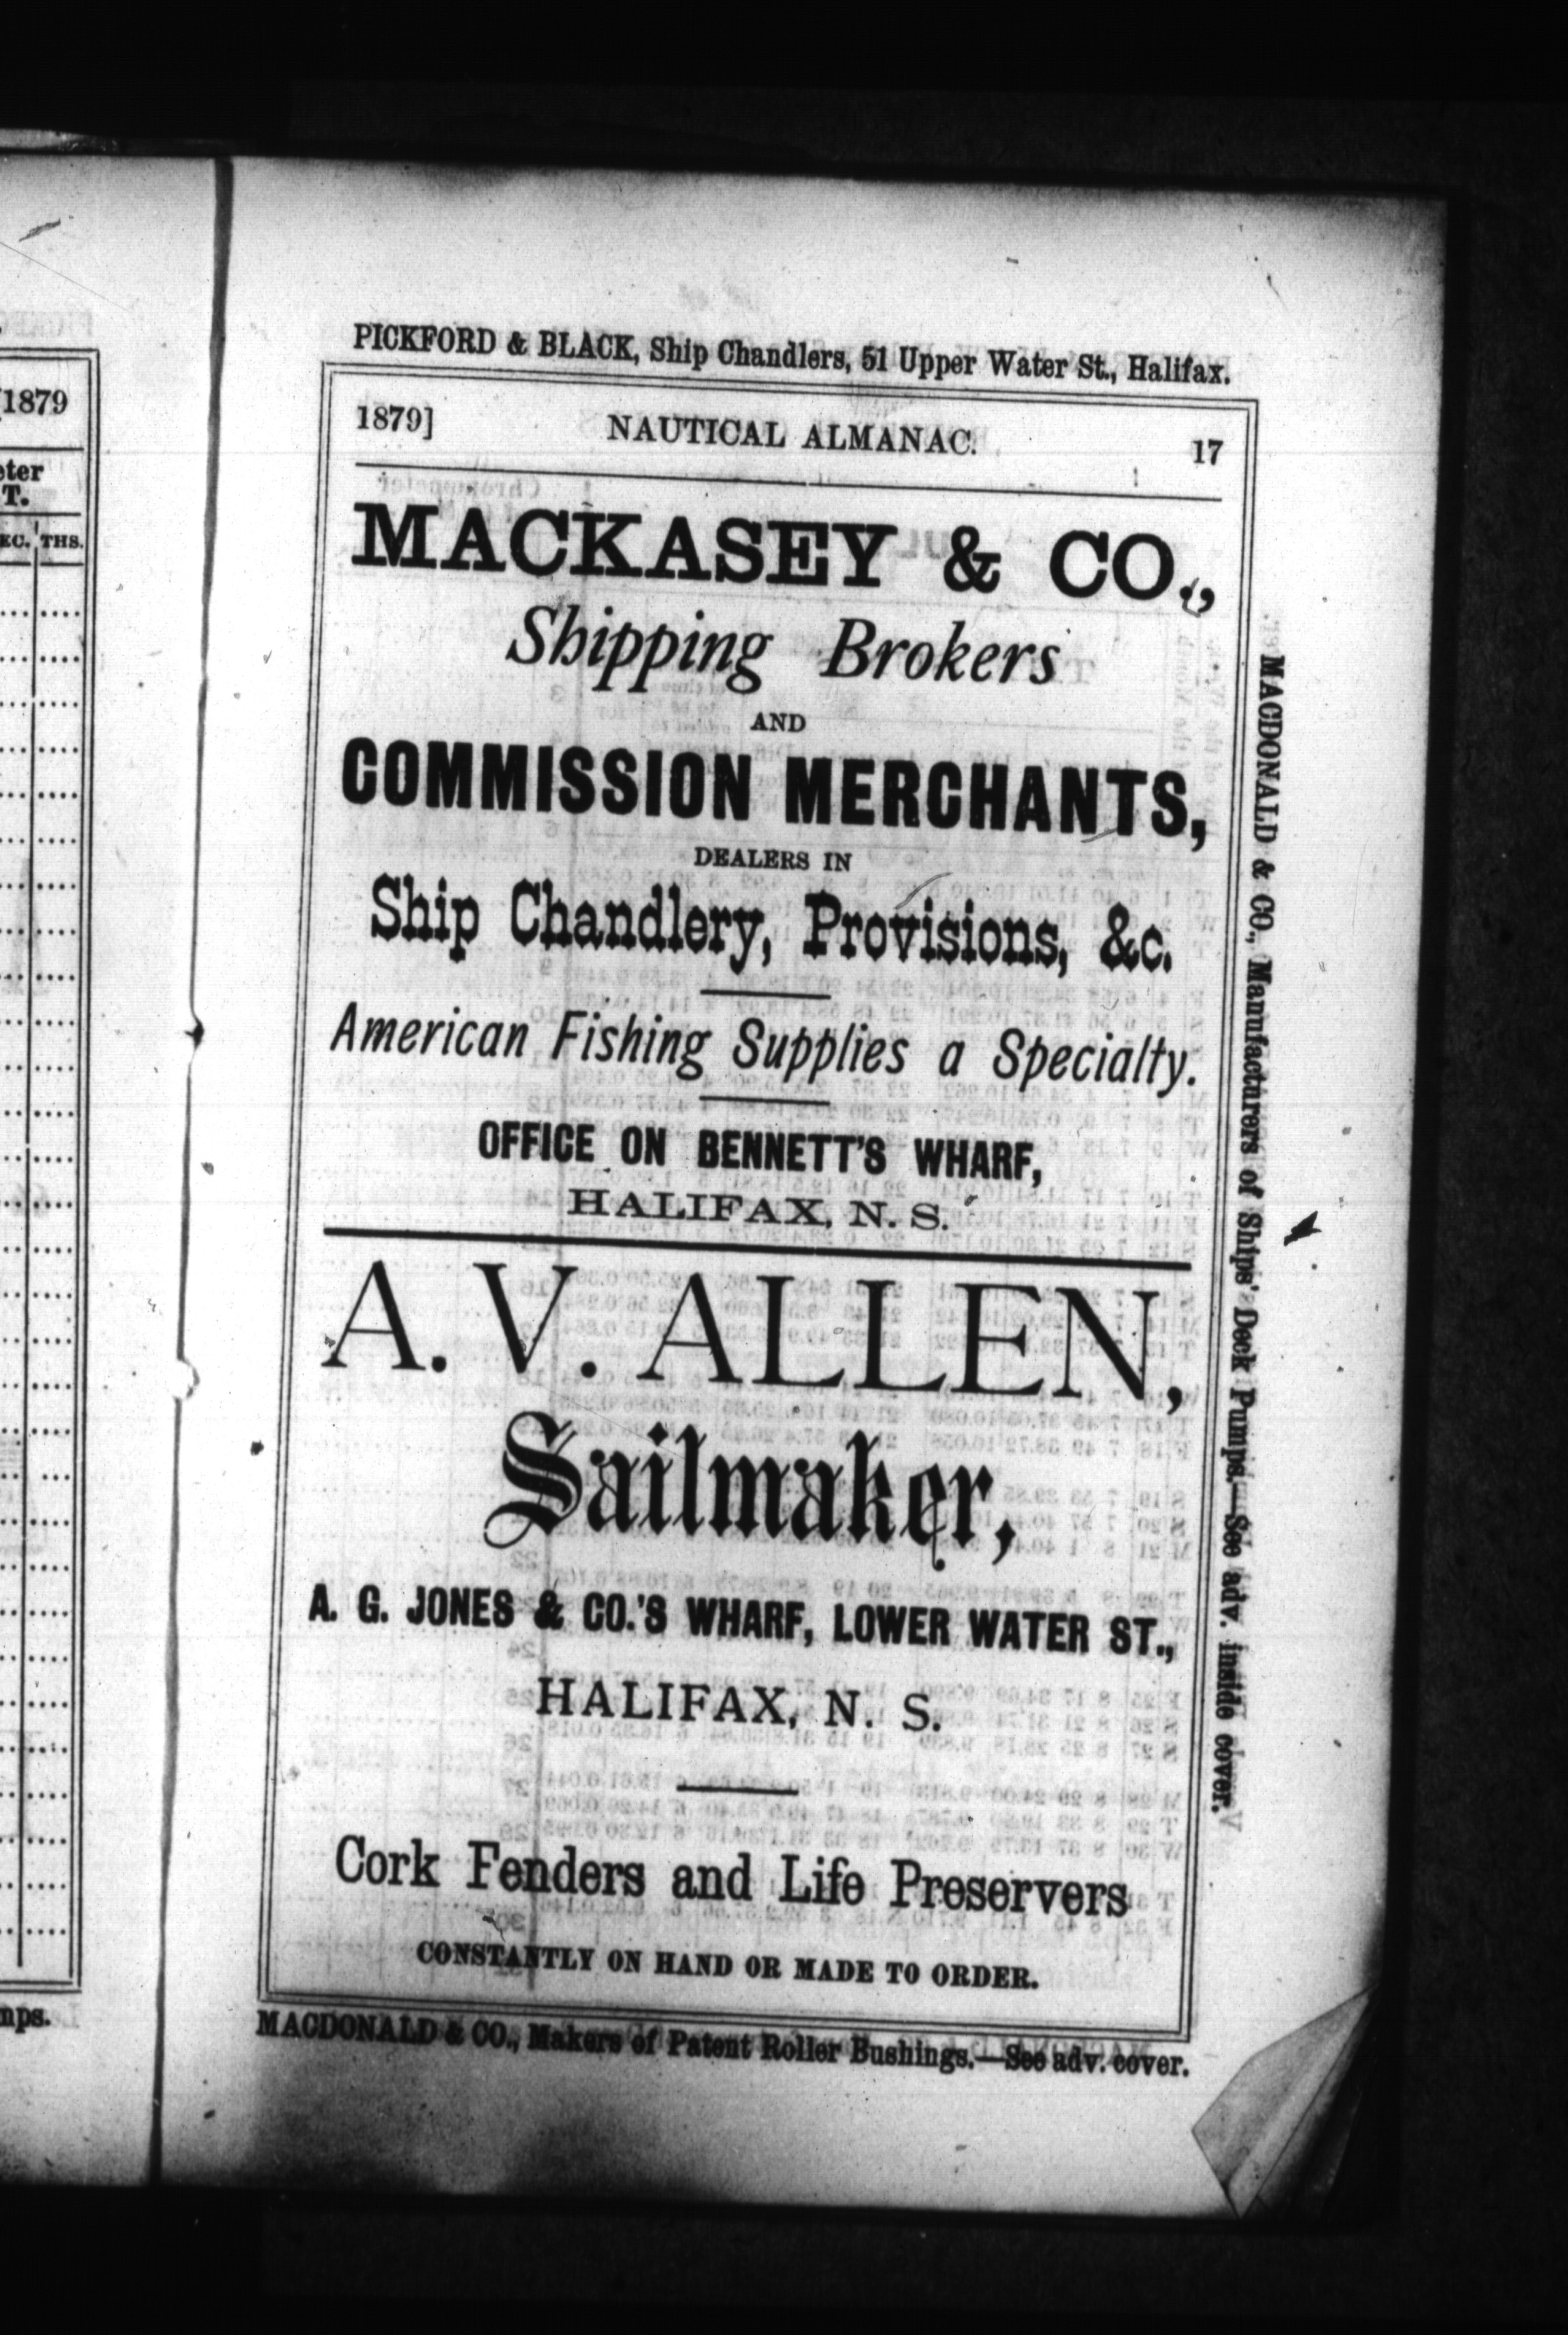 [1879
T.
THS.
PICKFORD & BLACK, Ship Chandlers, 51 Upper Water St., Halifax.
1879]
NAUTICAL ALMANAC.
17
MACKASEY & CO.,
Shipping Brokers
AND
COMMISSION MERCHANTS,
DEALERS IN
Ship Chandlery, Provisions, &c.
American Fishing Supplies a Specialty.
OFFICE ON BENNETT'S WHARF,
HALIFAX, N. S.
A. V. ALLEN,
Sailmaker,
A. G. JONES & CO.'S WHARF, LOWER WATER ST.,
HALIFAX, N. S.
Cork Fenders and Life Preservers
CONSTANTLY ON HAND OR MADE TO ORDER.
MACDONALD & CO., Makers of Patent Roller Bushings.—See adv. cover.
MACDONALD & CO., Manufacturers of Ships' Deck Pumps.—See adv. inside cover.